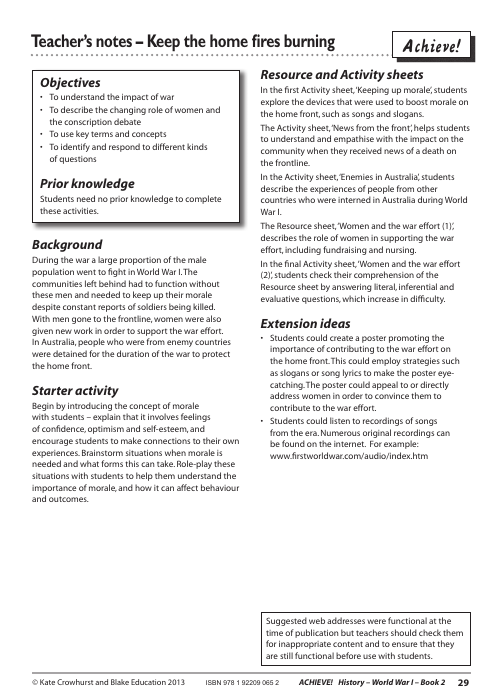 Teacher's notes – Keep the home fires burning
Achieve!
Objectives
• To understand the impact of war
• To describe the changing role of women and
the conscription debate
• To use key terms and concepts
• To identify and respond to different kinds
of questions
Prior knowledge
Students need no prior knowledge to complete
these activities.
Background
During the war a large proportion of the male
population went to fight in World War I. The
communities left behind had to function without
these men and needed to keep up their morale
despite constant reports of soldiers being killed.
With men gone to the frontline, women were also
given new work in order to support the war effort.
In Australia, people who were from enemy countries
were detained for the duration of the war to protect
the home front.
Starter activity
Begin by introducing the concept of morale
with students – explain that it involves feelings
of confidence, optimism and self-esteem, and
encourage students to make connections to their own
experiences. Brainstorm situations when morale is
needed and what forms this can take. Role-play these
situations with students to help them understand the
importance of morale, and how it can affect behaviour
and outcomes.
Resource and Activity sheets
In the first Activity sheet, 'Keeping up morale', students
explore the devices that were used to boost morale on
the home front, such as songs and slogans.
The Activity sheet, 'News from the front', helps students
to understand and empathise with the impact on the
community when they received news of a death on
the frontline.
In the Activity sheet, 'Enemies in Australia', students
describe the experiences of people from other
countries who were interned in Australia during World
War I.
The Resource sheet, 'Women and the war effort (1)',
describes the role of women in supporting the war
effort, including fundraising and nursing.
In the final Activity sheet, 'Women and the war effort
(2)', students check their comprehension of the
Resource sheet by answering literal, inferential and
evaluative questions, which increase in difficulty.
Extension ideas
• Students could create a poster promoting the
importance of contributing to the war effort on
the home front. This could employ strategies such
as slogans or song lyrics to make the poster eye-
catching. The poster could appeal to or directly
address women in order to convince them to
contribute to the war effort.
• Students could listen to recordings of songs
from the era. Numerous original recordings can
be found on the internet. For example:
www.firstworldwar.com/audio/index.htm
Suggested web addresses were functional at the
time of publication but teachers should check them
for inappropriate content and to ensure that they
are still functional before use with students.
© Kate Crowhurst and Blake Education 2013 ISBN 978 1 92209 065 2 ACHIEVE! History – World War I – Book 2 29